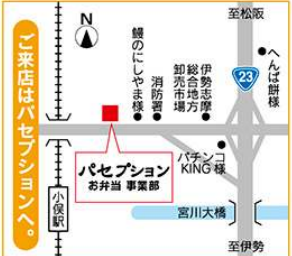 ご来店はパセプションへ。
N
至松阪
へんば餅様
23
伊勢志摩
総合地方
卸売市場
消防署
鰻のにしやま様
パセプション
お弁当 事業部
パチンコ
KING様
小俣駅
宮川大橋
至伊勢